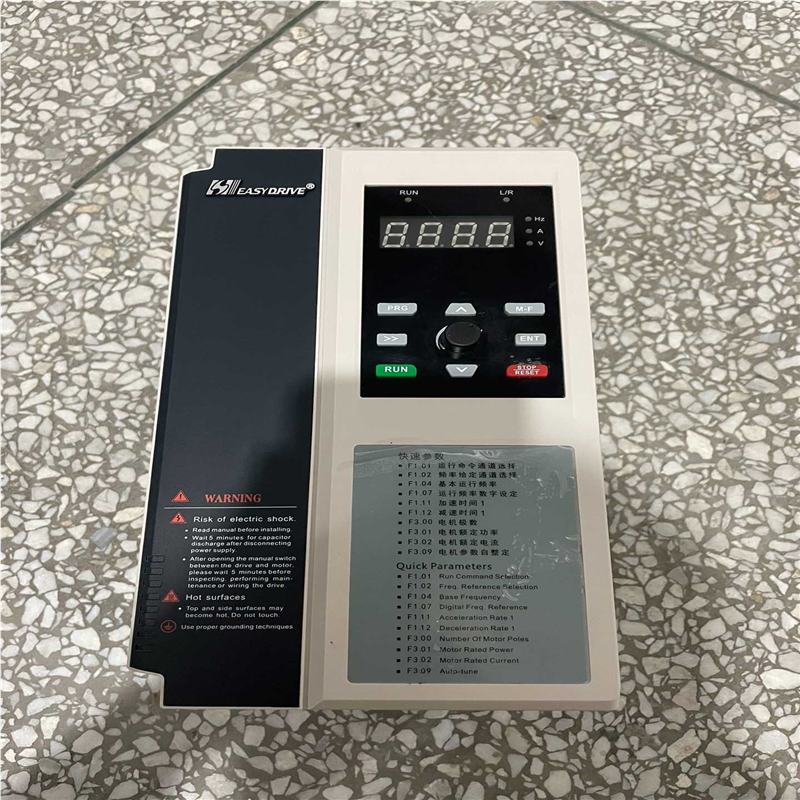 EASYDRIVE®
RUN L/R
8.8.8.8
Hz
A
V
PRG M-F
>> ENT
RUN STOP RESET
WARNING
Risk of electric shock.
• Read manual before installing.
• Wait 5 minutes for capacitor
discharge after disconnecting
power supply.
• After opening the manual switch
between the drive and motor,
please wait 5 minutes before
inspecting, performing main-
tenance or wiring the drive.
Hot surfaces
• Top and side surfaces may
become hot. Do not touch.
Use proper grounding techniques.
快速参数
▪ F1.01 运行命令通道选择
▪ F1.02 频率给定通道选择
▪ F1.04 基本运行频率
▪ F1.07 运行频率数字设定
▪ F1.11 加速时间1
▪ F1.12 减速时间1
▪ F3.00 电机极数
▪ F3.01 电机额定功率
▪ F3.02 电机额定电流
▪ F3.09 电机参数自整定
Quick Parameters
▪ F1.01 Run Command Selection
▪ F1.02 Freq. Reference Selection
▪ F1.04 Base Frequency
▪ F1.07 Digital Freq. Reference
▪ F1.11 Acceleration Rate 1
▪ F1.12 Deceleration Rate 1
▪ F3.00 Number Of Motor Poles
▪ F3.01 Motor Rated Power
▪ F3.02 Motor Rated Current
▪ F3.09 Auto-tune